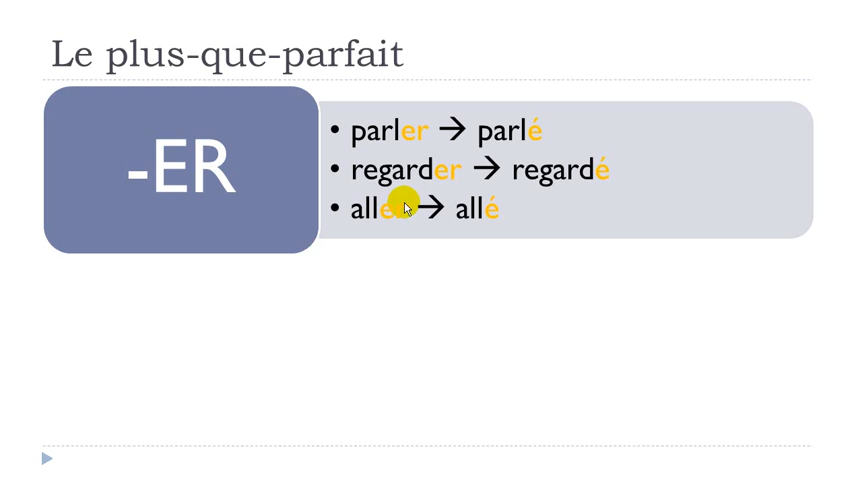 Le plus-que-parfait
-ER
• parler → parlé
• regarder → regardé
• aller → allé